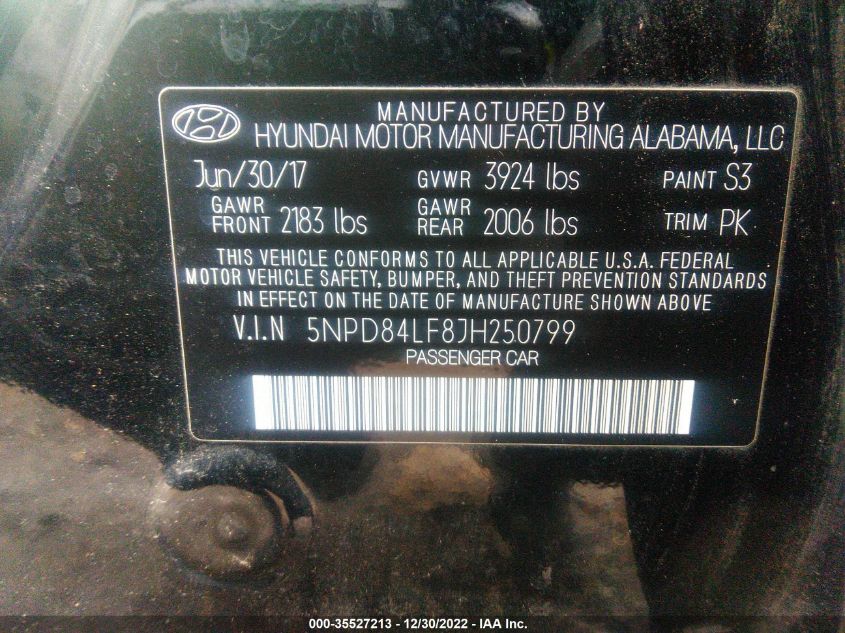 MANUFACTURED BY
HYUNDAI MOTOR MANUFACTURING ALABAMA, LLC
Jun/30/17 GVWR 3924 lbs PAINT S3
GAWR FRONT 2183 lbs GAWR REAR 2006 lbs TRIM PK
THIS VEHICLE CONFORMS TO ALL APPLICABLE U.S.A. FEDERAL
MOTOR VEHICLE SAFETY, BUMPER, AND THEFT PREVENTION STANDARDS
IN EFFECT ON THE DATE OF MANUFACTURE SHOWN ABOVE
V.I.N 5NPD84LF8JH250799
PASSENGER CAR
000-35527213 - 12/30/2022 - IAA Inc.